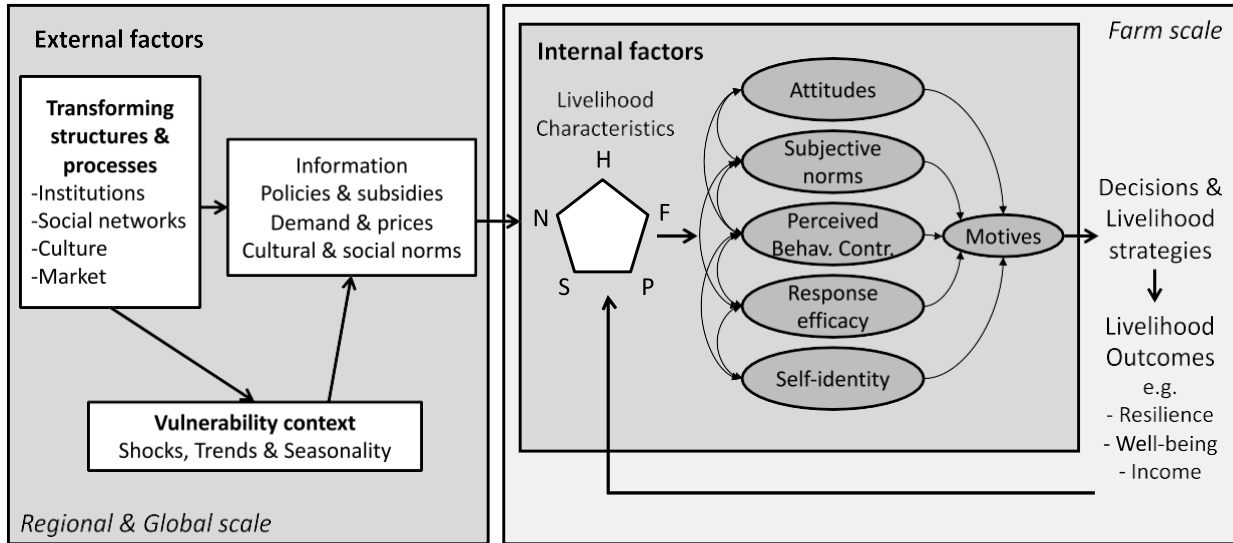 External factors
Transforming
structures &
processes
-Institutions
-Social networks
-Culture
-Market
Information
Policies & subsidies
Demand & prices
Cultural & social norms
Vulnerability context
Shocks, Trends & Seasonality
Regional & Global scale
Farm scale
Internal factors
Livelihood
Characteristics
H
N
F
S
P
Attitudes
Subjective
norms
Perceived
Behav. Contr.
Response
efficacy
Self-identity
Motives
Decisions &
Livelihood
strategies
Livelihood
Outcomes
e.g.
- Resilience
- Well-being
- Income